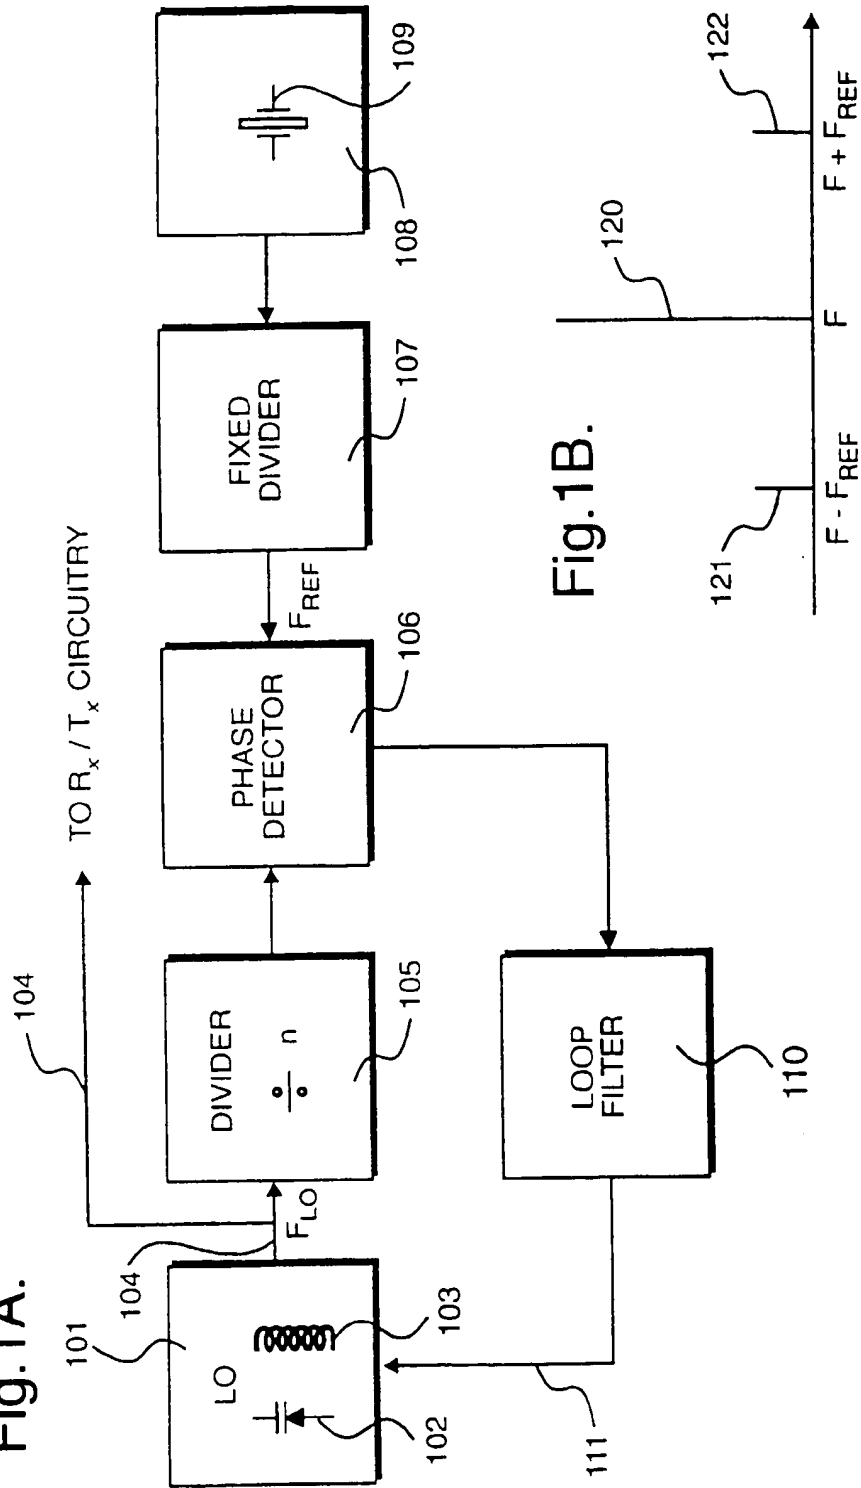 Fig.1A.
101
LO
102
103
104
F_LO
104
TO R_x / T_x CIRCUITRY
DIVIDER
÷ n
105
PHASE
DETECTOR
106
F_REF
FIXED
DIVIDER
107
108
109
LOOP
FILTER
110
111
Fig.1B.
121
120
122
F - F_REF
F
F + F_REF